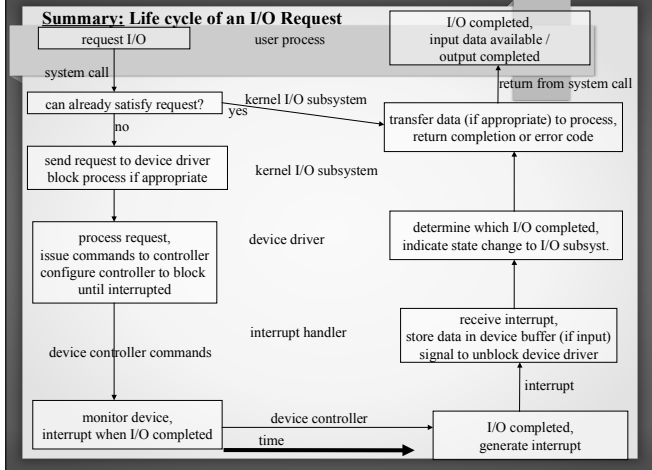 Summary: Life cycle of an I/O Request
request I/O
user process
I/O completed,
input data available /
output completed
system call
return from system call
can already satisfy request?
yes
kernel I/O subsystem
transfer data (if appropriate) to process,
return completion or error code
no
send request to device driver
block process if appropriate
kernel I/O subsystem
process request,
issue commands to controller
configure controller to block
until interrupted
device driver
determine which I/O completed,
indicate state change to I/O subsyst.
interrupt handler
receive interrupt,
store data in device buffer (if input)
signal to unblock device driver
device controller commands
interrupt
monitor device,
interrupt when I/O completed
device controller
time
I/O completed,
generate interrupt